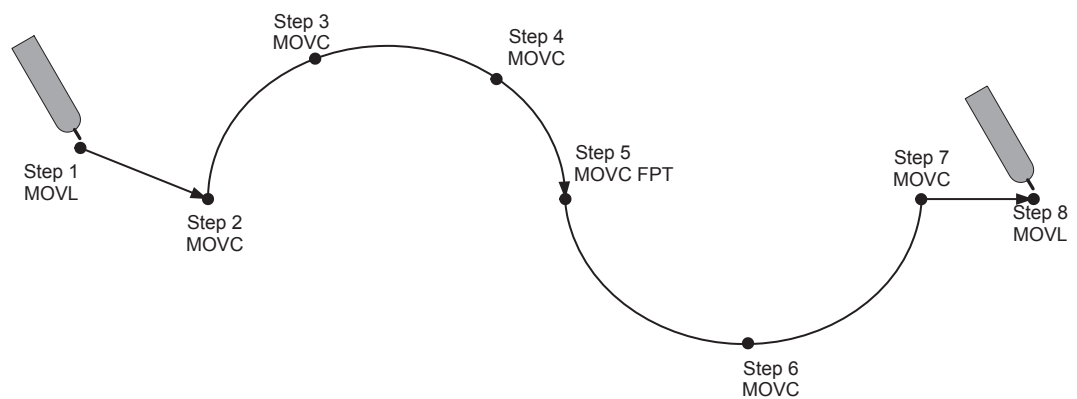 Step 1
MOVL
Step 2
MOVC
Step 3
MOVC
Step 4
MOVC
Step 5
MOVC FPT
Step 6
MOVC
Step 7
MOVC
Step 8
MOVL